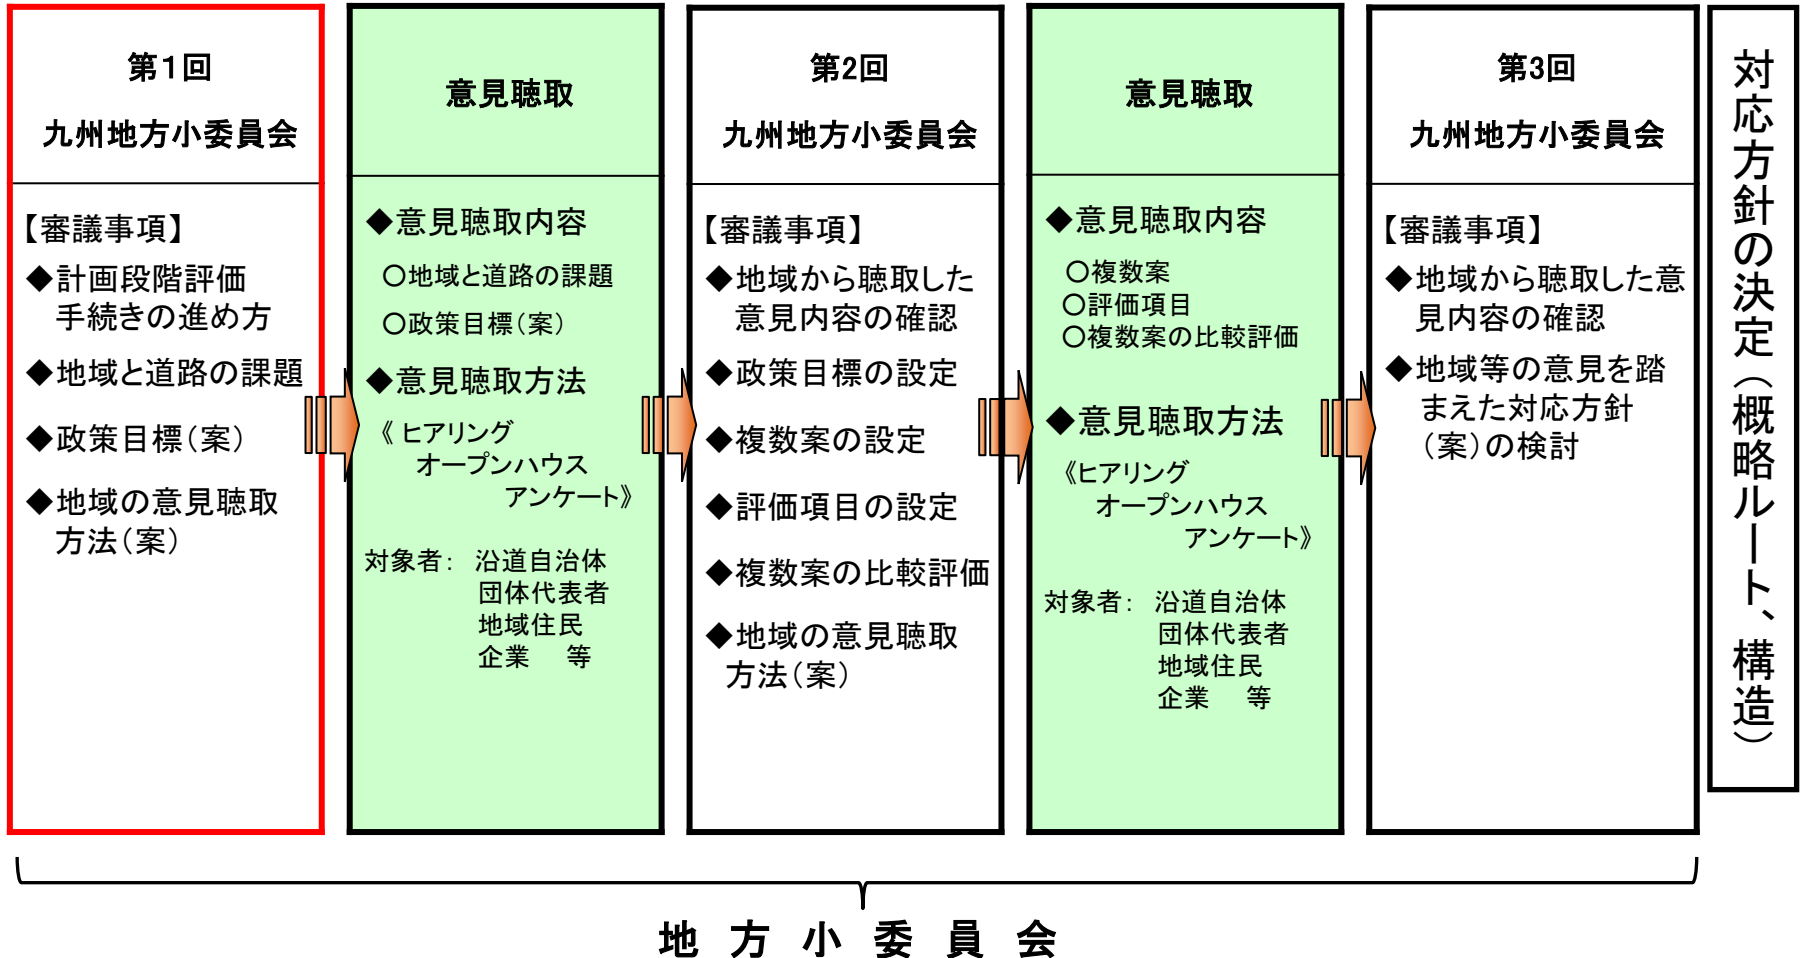 第1回
九州地方小委員会
【審議事項】
◆計画段階評価
手続きの進め方
◆地域と道路の課題
◆政策目標(案)
◆地域の意見聴取
方法(案)
意見聴取
◆意見聴取内容
○地域と道路の課題
○政策目標(案)
◆意見聴取方法
《ヒアリング
オープンハウス
アンケート》
対象者: 沿道自治体
団体代表者
地域住民
企業 等
第2回
九州地方小委員会
【審議事項】
◆地域から聴取した
意見内容の確認
◆政策目標の設定
◆複数案の設定
◆評価項目の設定
◆複数案の比較評価
◆地域の意見聴取
方法(案)
意見聴取
◆意見聴取内容
○複数案
○評価項目
○複数案の比較評価
◆意見聴取方法
《ヒアリング
オープンハウス
アンケート》
対象者: 沿道自治体
団体代表者
地域住民
企業 等
第3回
九州地方小委員会
【審議事項】
◆地域から聴取した意
見内容の確認
◆地域等の意見を踏
まえた対応方針
(案)の検討
対応方針の決定(概略ルート、構造)
地方小委員会